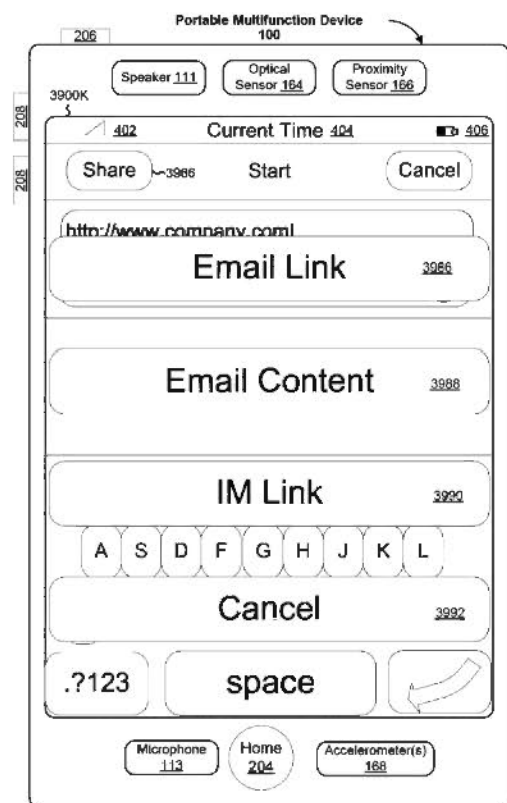 Portable Multifunction Device
100
206
Speaker 111
Optical
Sensor 164
Proximity
Sensor 166
3900K
208
402
Current Time 404
406
Share
3986
Start
Cancel
208
http://www.company.com|
Email Link 3986
Email Content 3988
IM Link 3990
A S D F G H J K L
Cancel 3992
.?123
space
Microphone
113
Home
204
Accelerometer(s)
168